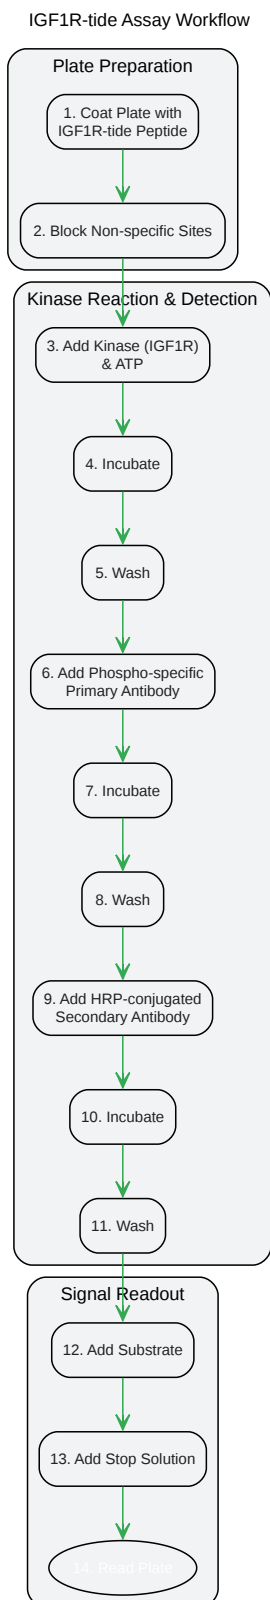 IGF1R-tide Assay Workflow
Plate Preparation
1. Coat Plate with
IGF1R-tide Peptide
2. Block Non-specific Sites
Kinase Reaction & Detection
3. Add Kinase (IGF1R)
& ATP
4. Incubate
5. Wash
6. Add Phospho-specific
Primary Antibody
7. Incubate
8. Wash
9. Add HRP-conjugated
Secondary Antibody
10. Incubate
11. Wash
Signal Readout
12. Add Substrate
13. Add Stop Solution
14. Read Plate